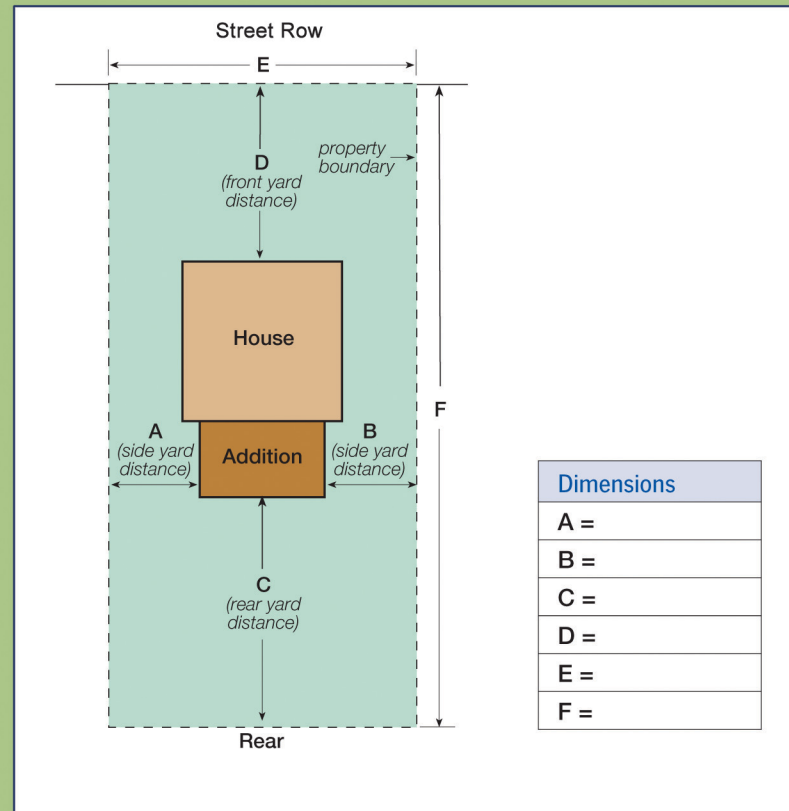 Street Row
E
D
(front yard
distance)
property
boundary
House
F
A
(side yard
distance)
Addition
B
(side yard
distance)
C
(rear yard
distance)
Rear
Dimensions
A =
B =
C =
D =
E =
F =